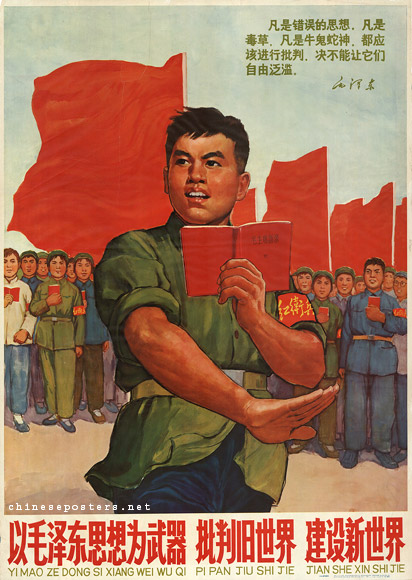 凡是错误的思想，凡是
毒草，凡是牛鬼蛇神，都应
该进行批判，决不能让它们
自由泛滥。
毛泽东
红卫兵
chineseposters.net
以毛泽东思想为武器 批判旧世界 建设新世界
YI MAO ZE DONG SI XIANG WEI WU QI PI PAN JIU SHI JIE JIAN SHE XIN SHI JIE